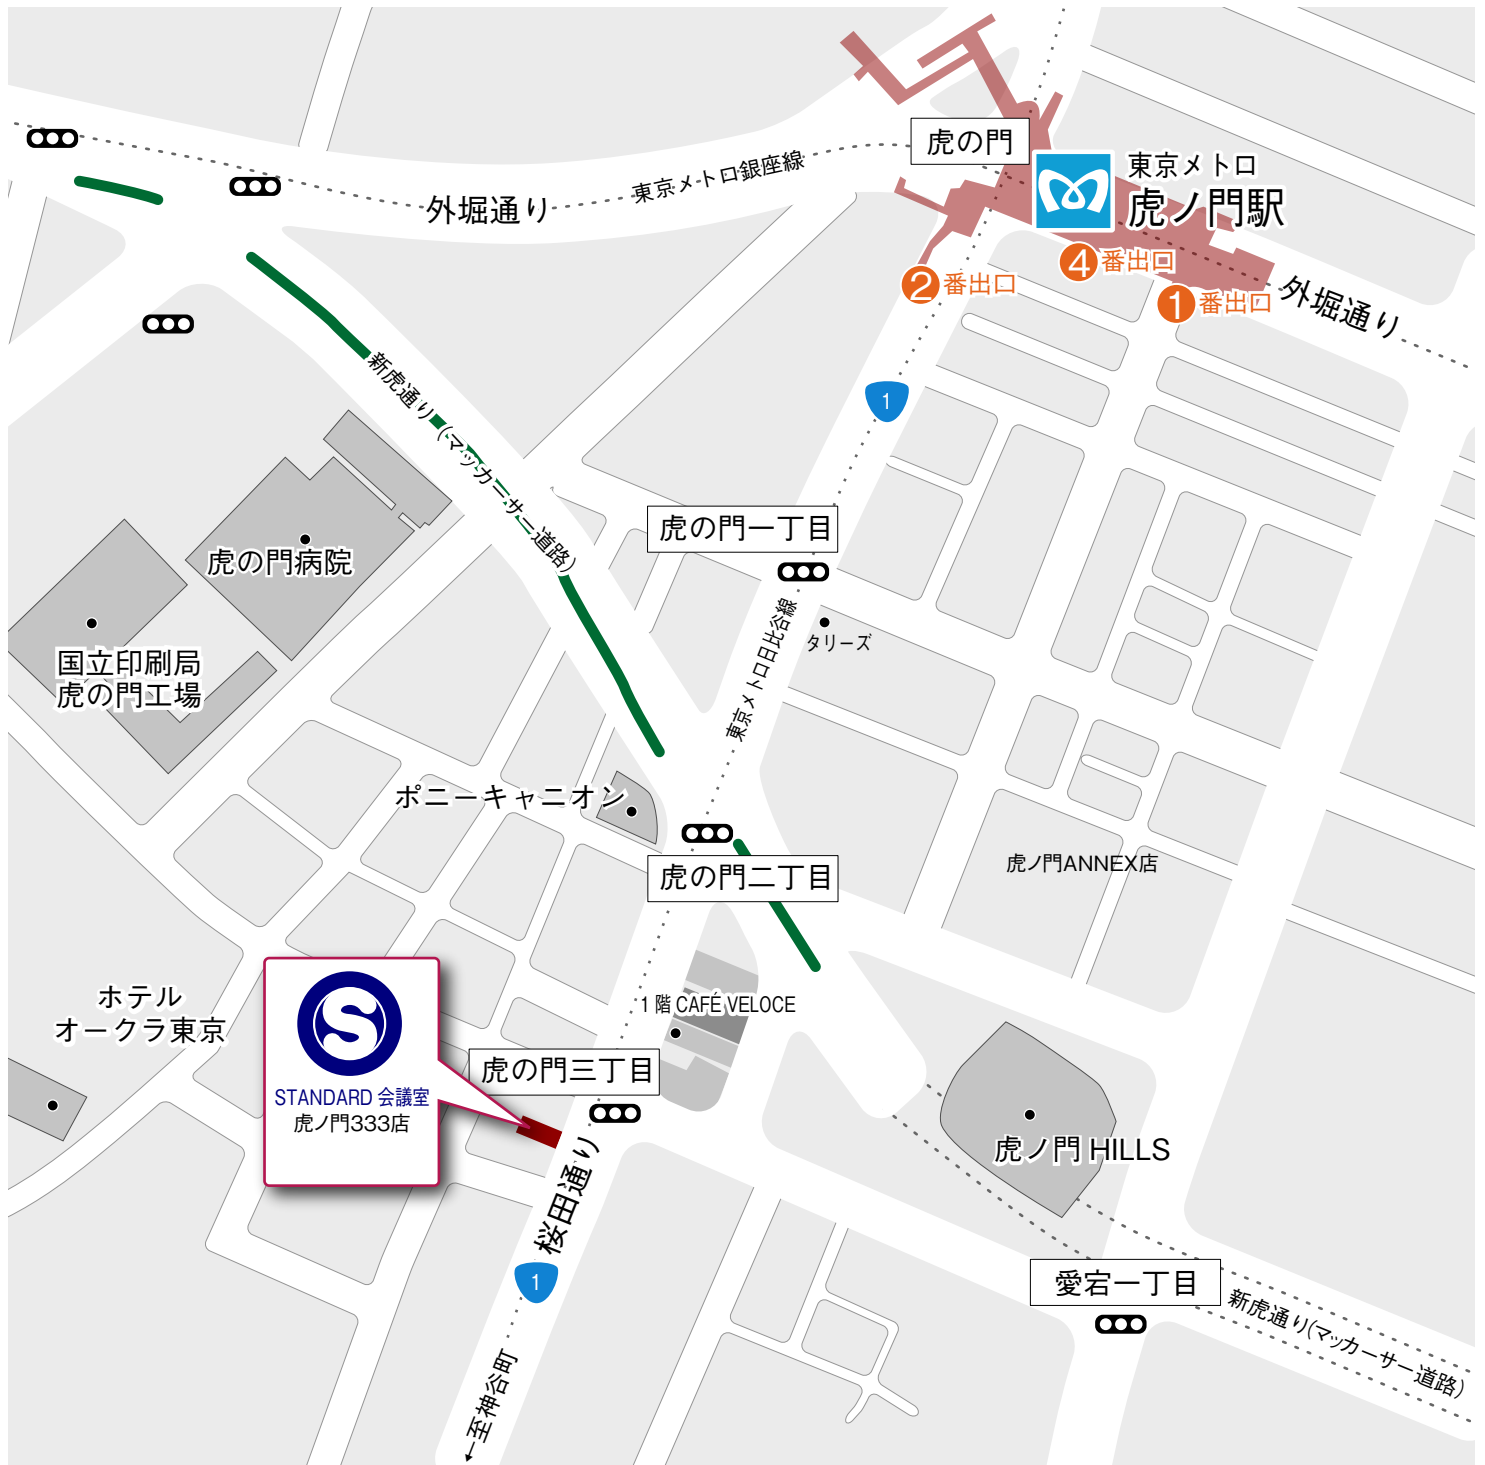 虎の門
東京メトロ
虎ノ門駅
外堀通り
東京メトロ銀座線
2番出口
4番出口
1番出口
外堀通り
新虎通り(マッカーサー道路)
1
虎の門病院
虎の門一丁目
タリーズ
東京メトロ日比谷線
国立印刷局
虎の門工場
ポニーキャニオン
虎の門二丁目
虎ノ門ANNEX店
ホテル
オークラ東京
1階 CAFÉ VELOCE
S
STANDARD 会議室
虎ノ門333店
虎の門三丁目
桜田通り
虎ノ門 HILLS
1
愛宕一丁目
新虎通り(マッカーサー道路)
←至神谷町